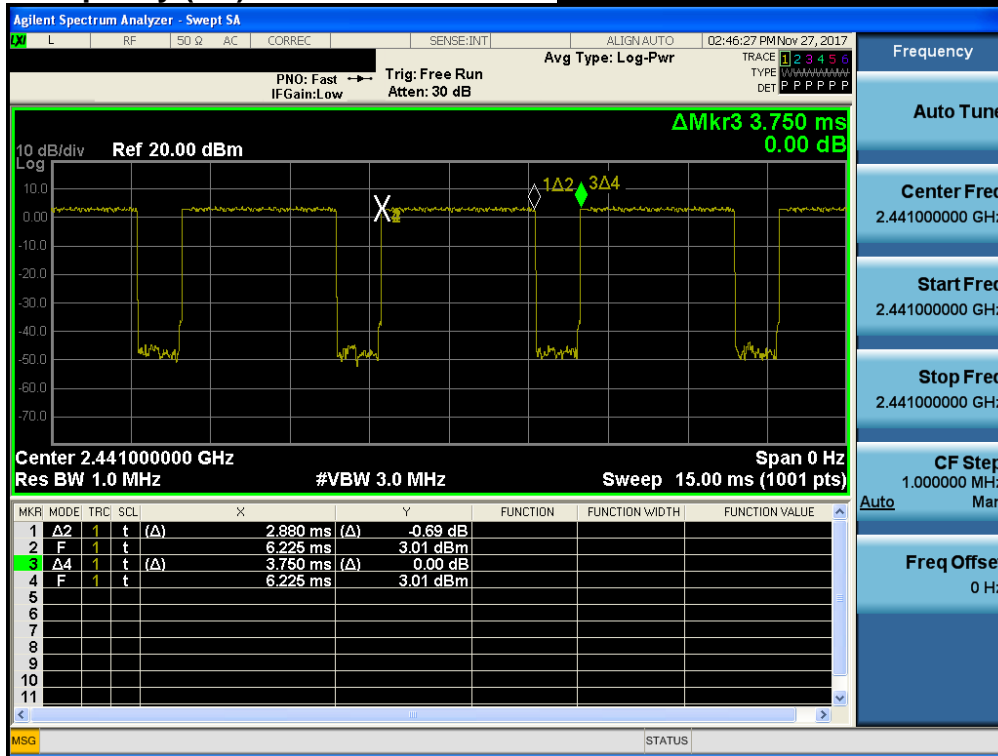 Agilent Spectrum Analyzer - Swept SA
LXI L RF 50 Ω AC CORREC SENSE:INT ALIGN AUTO 02:46:27 PM Nov 27, 2017
PNO: Fast Trig: Free Run Avg Type: Log-Pwr TRACE 1 2 3 4 5 6
IFGain:Low Atten: 30 dB TYPE WWWWWW
DET P P P P P P
ΔMkr3 3.750 ms
0.00 dB
10 dB/div Ref 20.00 dBm
Log
10.0
0.00
-10.0
-20.0
-30.0
-40.0
-50.0
-60.0
-70.0
1Δ2 3Δ4
X
Center 2.441000000 GHz Span 0 Hz
Res BW 1.0 MHz #VBW 3.0 MHz Sweep 15.00 ms (1001 pts)
MKR MODE TRC SCL X Y FUNCTION FUNCTION WIDTH FUNCTION VALUE
1 Δ2 1 t (Δ) 2.880 ms (Δ) -0.69 dB
2 F 1 t 6.225 ms 3.01 dBm
3 Δ4 1 t (Δ) 3.750 ms (Δ) 0.00 dB
4 F 1 t 6.225 ms 3.01 dBm
5
6
7
8
9
10
11
MSG STATUS
Frequency
Auto Tune
Center Freq
2.441000000 GHz
Start Freq
2.441000000 GHz
Stop Freq
2.441000000 GHz
CF Step
1.000000 MHz
Auto Man
Freq Offset
0 Hz